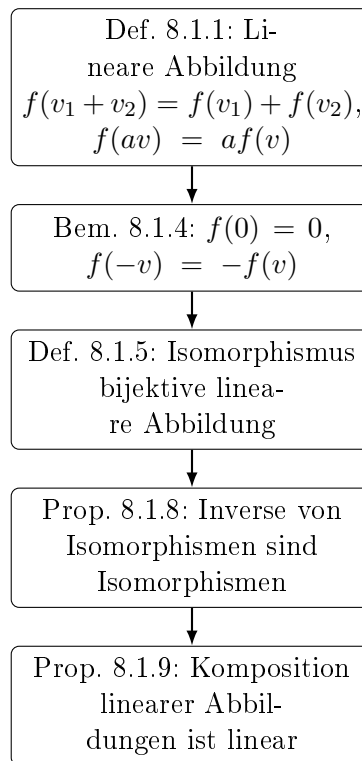 Def. 8.1.1: Li-
neare Abbildung
f(v₁ + v₂) = f(v₁) + f(v₂),
f(av) = af(v)
Bem. 8.1.4: f(0) = 0,
f(−v) = −f(v)
Def. 8.1.5: Isomorphismus
bijektive linea-
re Abbildung
Prop. 8.1.8: Inverse von
Isomorphismen sind
Isomorphismen
Prop. 8.1.9: Komposition
linearer Abbil-
dungen ist linear